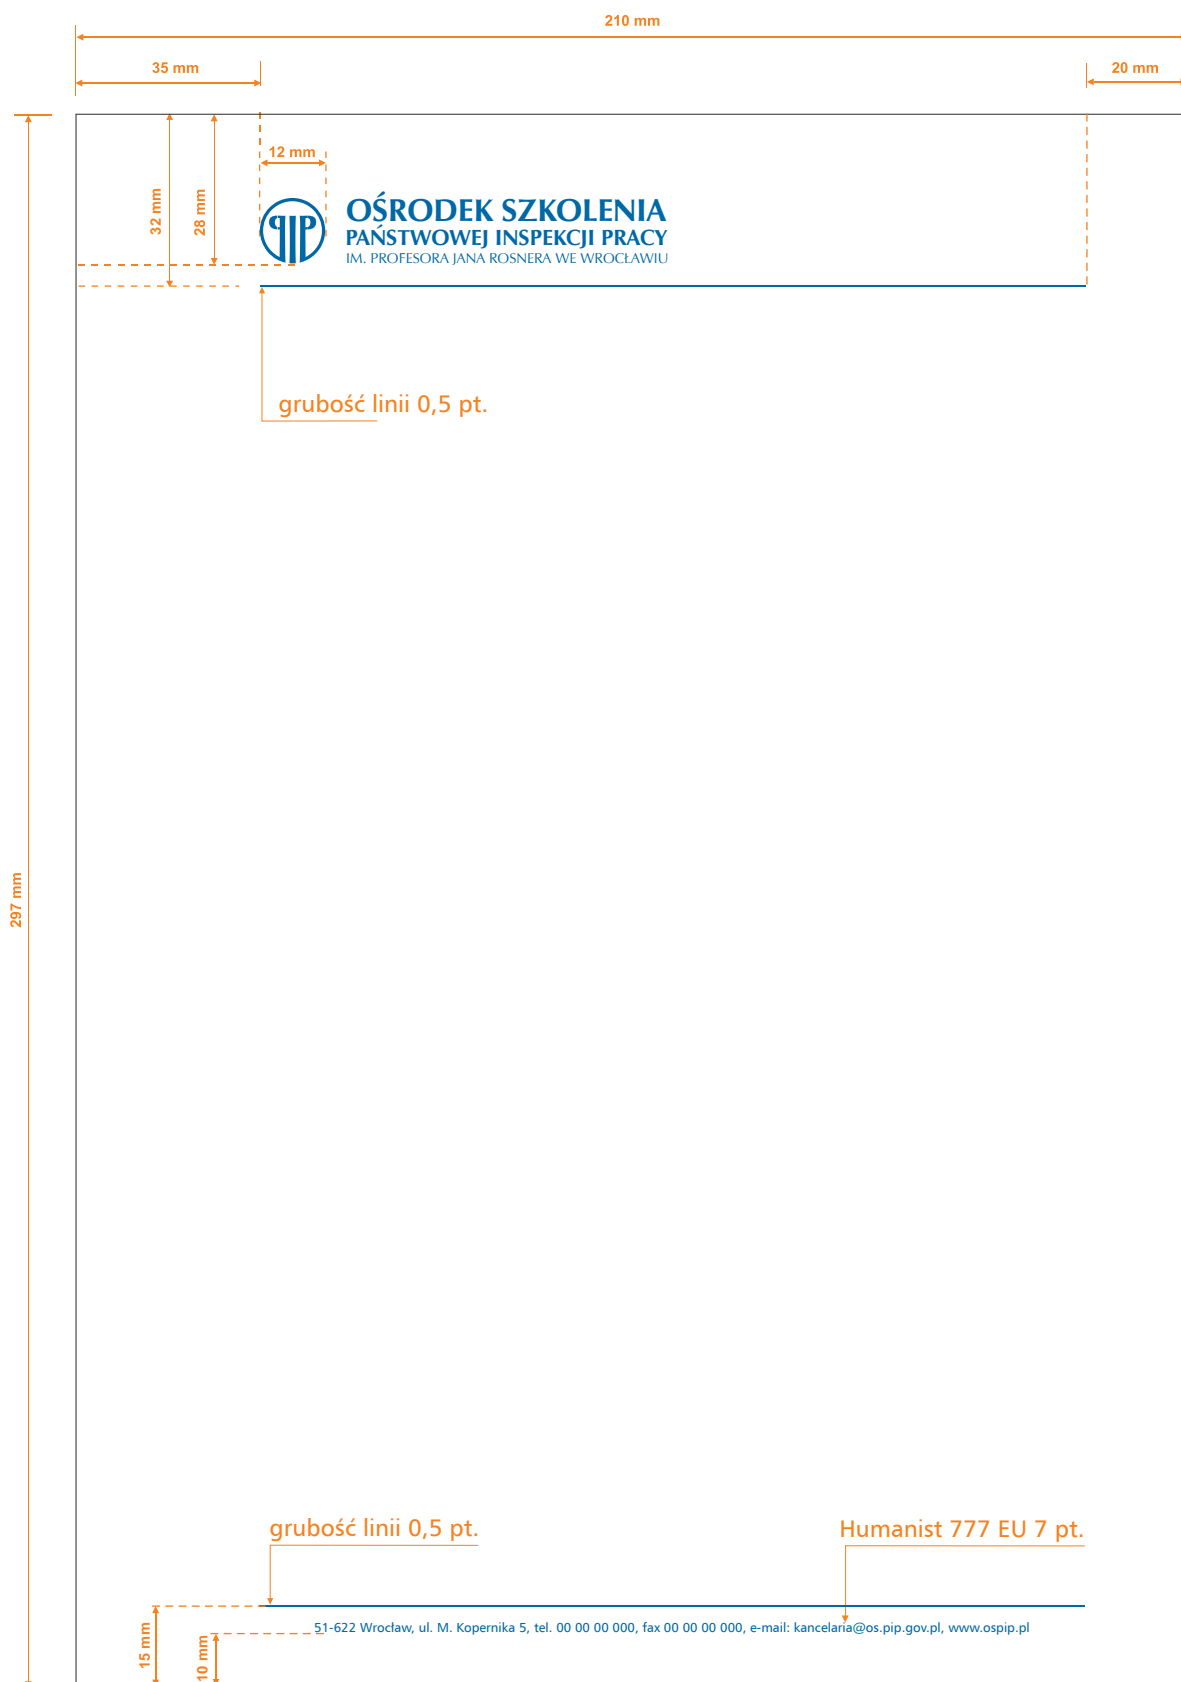 210 mm
35 mm
20 mm
12 mm
32 mm
28 mm
PIP
OŚRODEK SZKOLENIA
PAŃSTWOWEJ INSPEKCJI PRACY
IM. PROFESORA JANA ROSNERA WE WROCŁAWIU
grubość linii 0,5 pt.
297 mm
grubość linii 0,5 pt.
Humanist 777 EU 7 pt.
51-622 Wrocław, ul. M. Kopernika 5, tel. 00 00 00 000, fax 00 00 00 000, e-mail: kancelaria@os.pip.gov.pl, www.ospip.pl
15 mm
10 mm